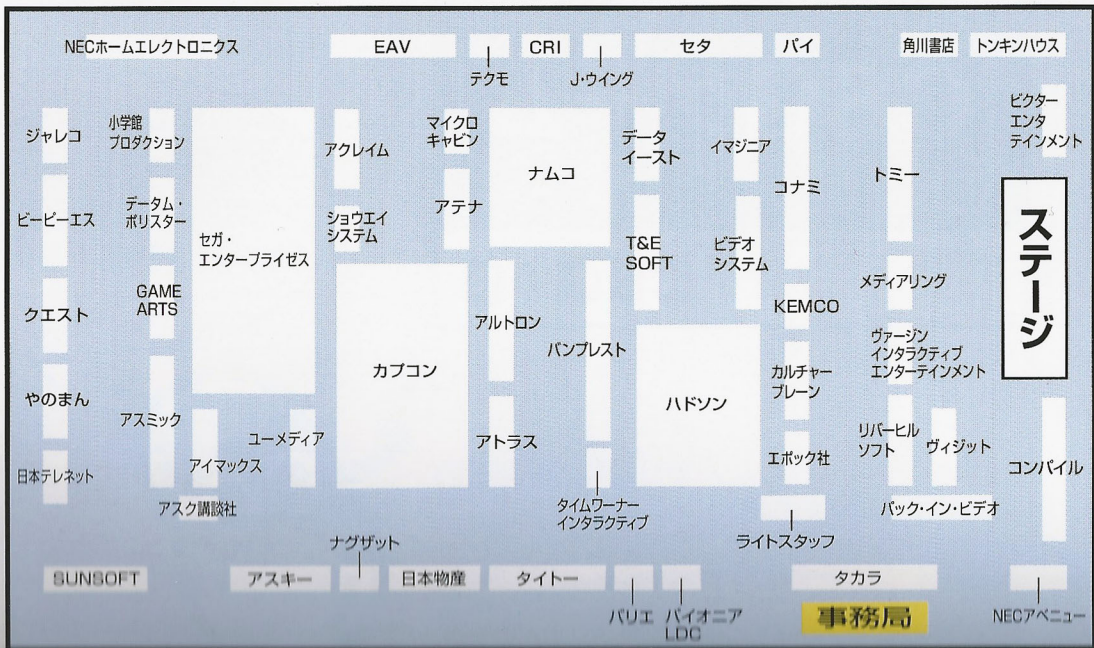 NECホームエレクトロニクス
EAV
テクモ
CRI
J・ウイング
セタ
パイ
角川書店
トンキンハウス
ジャレコ
小学館
プロダクション
セガ・
エンタープライゼス
アクレイム
マイクロ
キャビン
ナムコ
データ
イースト
イマジニア
コナミ
トミー
ビクター
エンタ
テインメント
ビーピーエス
データム・
ポリスター
ショウエイ
システム
アテナ
T&E
SOFT
ビデオ
システム
ステージ
クエスト
GAME
ARTS
カプコン
アルトロン
バンプレスト
ハドソン
KEMCO
メディアリング
ヴァージン
インタラクティブ
エンターテインメント
やのまん
アスミック
アイマックス
ユーメディア
アトラス
カルチャー
ブレーン
リバーヒル
ソフト
ヴィジット
コンパイル
日本テレネット
アスク講談社
タイムワーナー
インタラクティブ
エポック社
ライトスタッフ
パック・イン・ビデオ
SUNSOFT
アスキー
ナグザット
日本物産
タイトー
バリエ
パイオニア
LDC
タカラ
事務局
NECアベニュー